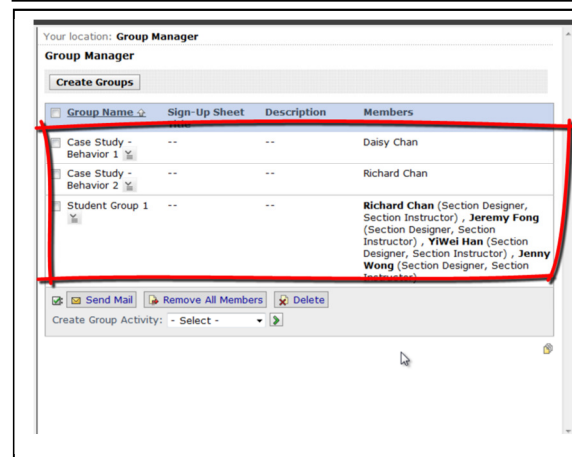 Your location: Group Manager
Group Manager
Create Groups
Group Name Sign-Up Sheet Title Description Members
Case Study - Behavior 1 -- -- Daisy Chan
Case Study - Behavior 2 -- -- Richard Chan
Student Group 1 -- -- Richard Chan (Section Designer,
Section Instructor) , Jeremy Fong
(Section Designer, Section
Instructor) , YiWei Han (Section
Designer, Section Instructor) , Jenny
Wong (Section Designer, Section
Instructor)
Send Mail Remove All Members Delete
Create Group Activity: - Select -